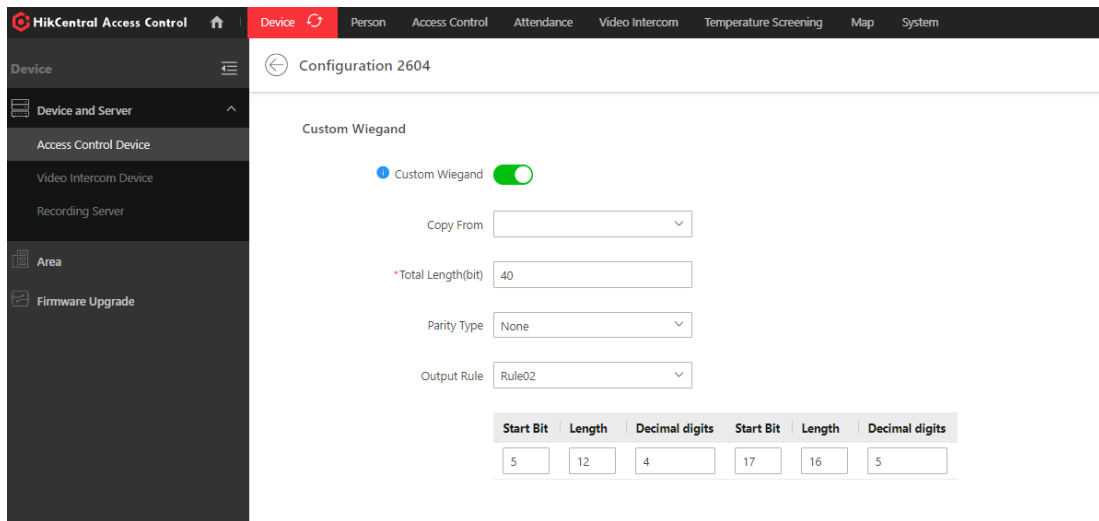 HikCentral Access Control Device Person Access Control Attendance Video Intercom Temperature Screening Map System
Device
Configuration 2604
Device and Server
Access Control Device
Video Intercom Device
Recording Server
Area
Firmware Upgrade
Custom Wiegand
Custom Wiegand
Copy From
*Total Length(bit) 40
Parity Type None
Output Rule Rule02
Start Bit Length Decimal digits Start Bit Length Decimal digits
5 12 4 17 16 5